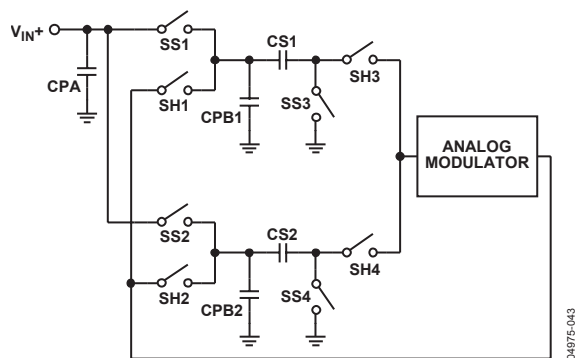 VIN+
SS1
CS1
SH3
CPA
SH1
CPB1
SS3
ANALOG
MODULATOR
SS2
CS2
SH4
SH2
CPB2
SS4
04975-043